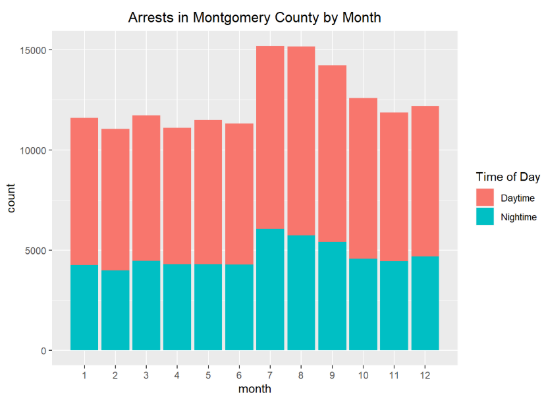 Arrests in Montgomery County by Month
15000
10000
5000
0
count
1 2 3 4 5 6 7 8 9 10 11 12
month
Time of Day
Daytime
Nightime